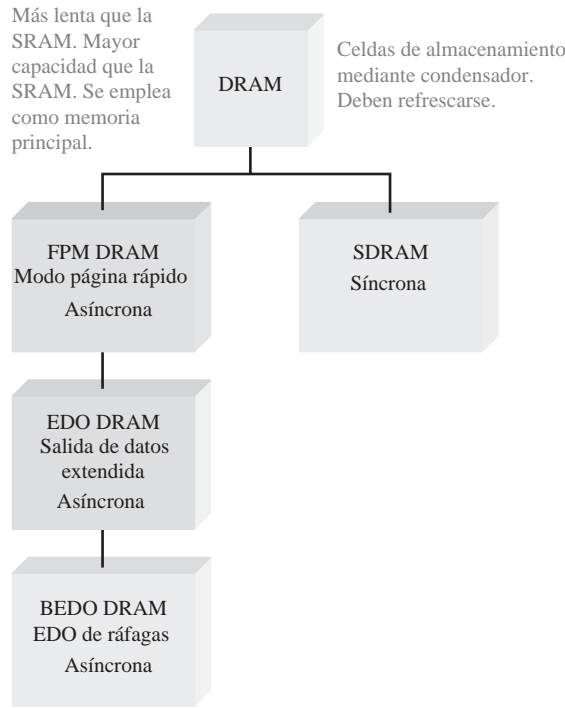 Más lenta que la
SRAM. Mayor
capacidad que la
SRAM. Se emplea
como memoria
principal.
DRAM
Celdas de almacenamiento
mediante condensador.
Deben refrescarse.
FPM DRAM
Modo página rápido
Asíncrona
SDRAM
Síncrona
EDO DRAM
Salida de datos
extendida
Asíncrona
BEDO DRAM
EDO de ráfagas
Asíncrona